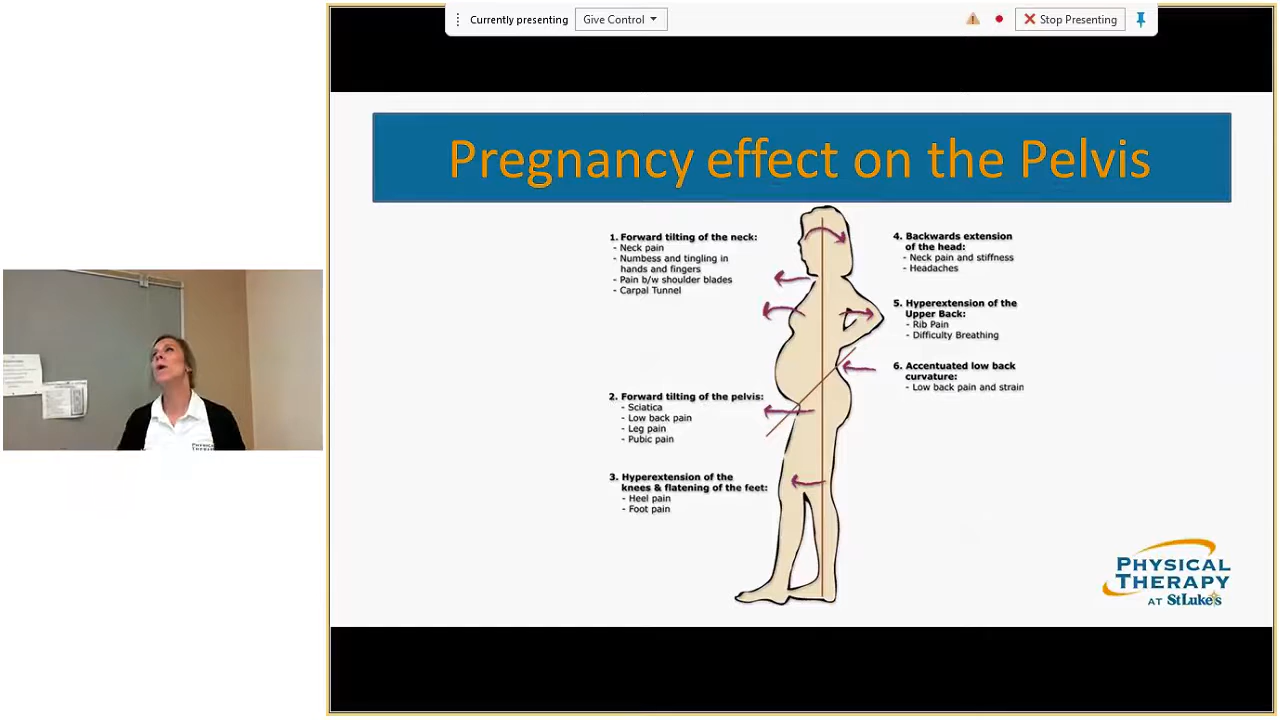 Currently presenting
Give Control
Stop Presenting
Pregnancy effect on the Pelvis
1. Forward tilting of the neck:
- Neck pain
- Numbess and tingling in
hands and fingers
- Pain b/w shoulder blades
- Carpal Tunnel
2. Forward tilting of the pelvis:
- Sciatica
- Low back pain
- Leg pain
- Pubic pain
3. Hyperextension of the
knees & flatening of the feet:
- Heel pain
- Foot pain
4. Backwards extension
of the head:
- Neck pain and stiffness
- Headaches
5. Hyperextension of the
Upper Back:
- Rib Pain
- Difficulty Breathing
6. Accentuated low back
curvature:
- Low back pain and strain
PHYSICAL
THERAPY
AT StLuke's
PHYSICAL
THERAPY